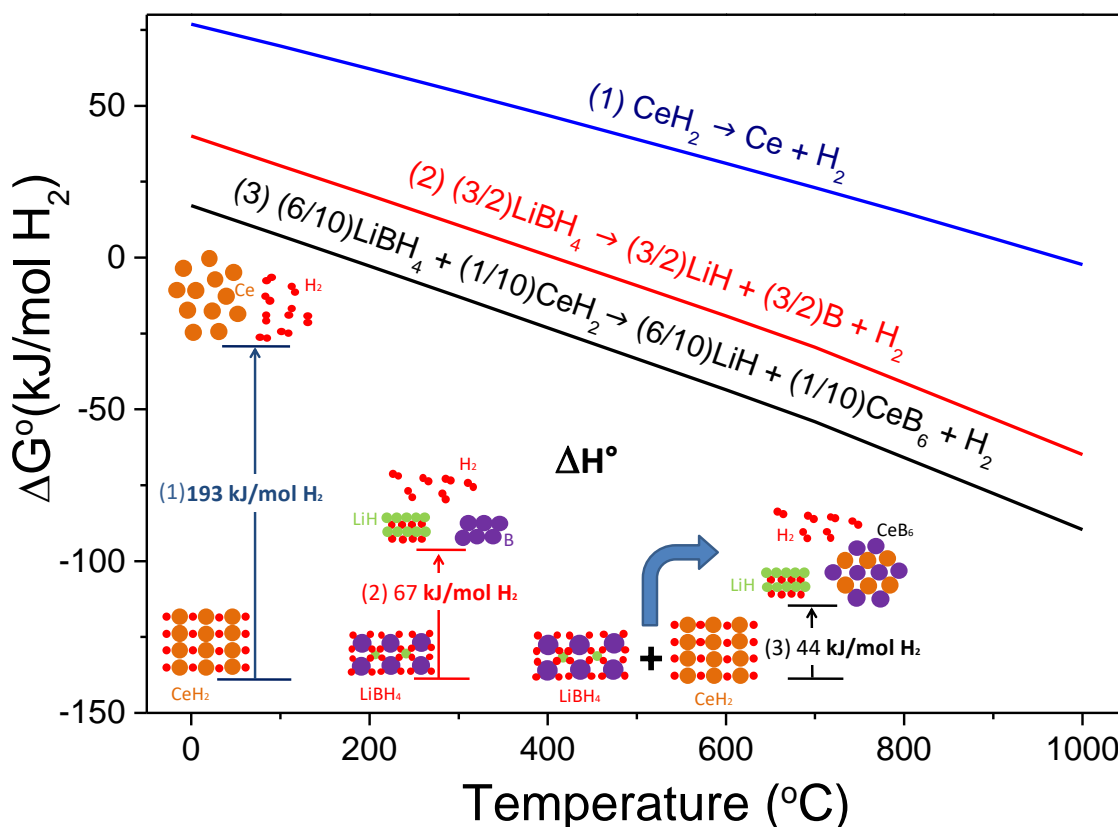 ΔGº(kJ/mol H₂)
50
0
-50
-100
-150
(1) CeH₂ → Ce + H₂
(2) (3/2)LiBH₄ → (3/2)LiH + (3/2)B + H₂
(3) (6/10)LiBH₄ + (1/10)CeH₂ → (6/10)LiH + (1/10)CeB₆ + H₂
Ce
H₂
(1) 193 kJ/mol H₂
CeH₂
ΔH°
H₂
LiH
B
(2) 67 kJ/mol H₂
LiBH₄
H₂
CeB₆
LiH
(3) 44 kJ/mol H₂
+
LiBH₄
CeH₂
0
200
400
600
800
1000
Temperature (ºC)